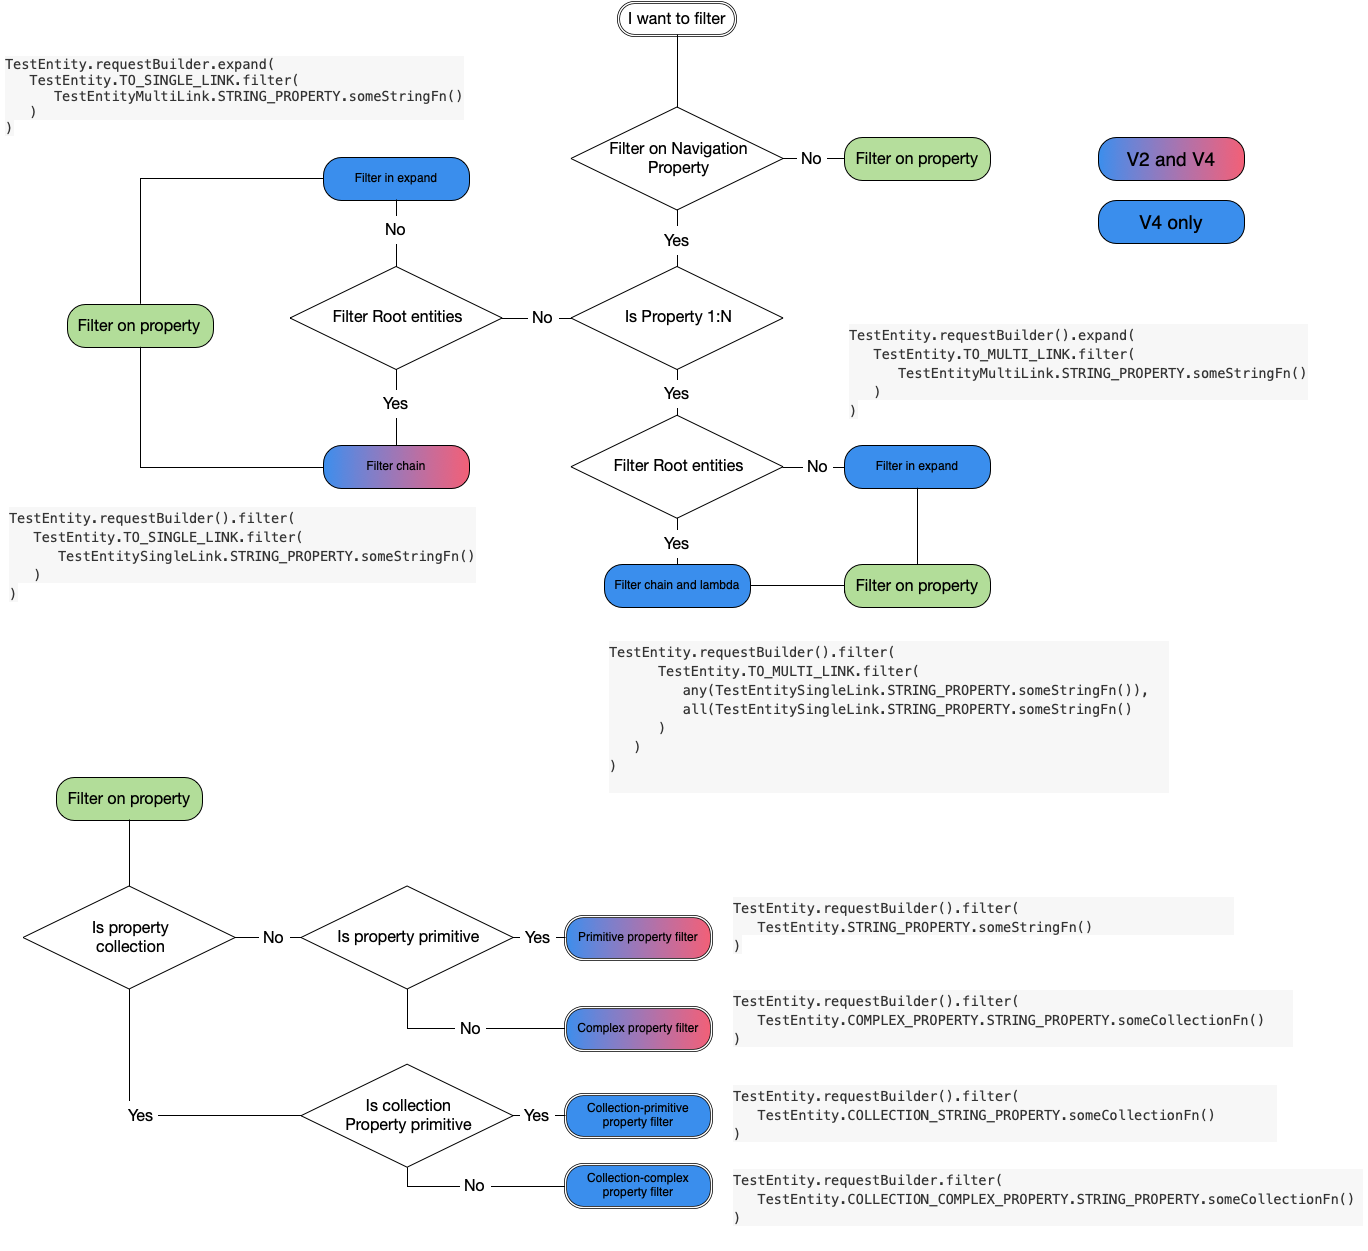 I want to filter
TestEntity.requestBuilder.expand(
   TestEntity.TO_SINGLE_LINK.filter(
      TestEntityMultiLink.STRING_PROPERTY.someStringFn()
   )
)
Filter on Navigation
Property
No
Filter on property
V2 and V4
V4 only
Filter in expand
No
Yes
Filter on property
Filter Root entities
No
Is Property 1:N
TestEntity.requestBuilder().expand(
   TestEntity.TO_MULTI_LINK.filter(
      TestEntityMultiLink.STRING_PROPERTY.someStringFn()
   )
)
Yes
Yes
Filter chain
Filter Root entities
No
Filter in expand
TestEntity.requestBuilder().filter(
   TestEntity.TO_SINGLE_LINK.filter(
      TestEntitySingleLink.STRING_PROPERTY.someStringFn()
   )
)
Yes
Filter chain and lambda
Filter on property
TestEntity.requestBuilder().filter(
      TestEntity.TO_MULTI_LINK.filter(
         any(TestEntitySingleLink.STRING_PROPERTY.someStringFn()),
         all(TestEntitySingleLink.STRING_PROPERTY.someStringFn()
      )
   )
)
Filter on property
Is property
collection
No
Is property primitive
Yes
Primitive property filter
TestEntity.requestBuilder().filter(
   TestEntity.STRING_PROPERTY.someStringFn()
)
No
Complex property filter
TestEntity.requestBuilder().filter(
   TestEntity.COMPLEX_PROPERTY.STRING_PROPERTY.someCollectionFn()
)
Yes
Is collection
Property primitive
Yes
Collection-primitive
property filter
TestEntity.requestBuilder().filter(
   TestEntity.COLLECTION_STRING_PROPERTY.someCollectionFn()
)
No
Collection-complex
property filter
TestEntity.requestBuilder.filter(
   TestEntity.COLLECTION_COMPLEX_PROPERTY.STRING_PROPERTY.someCollectionFn()
)